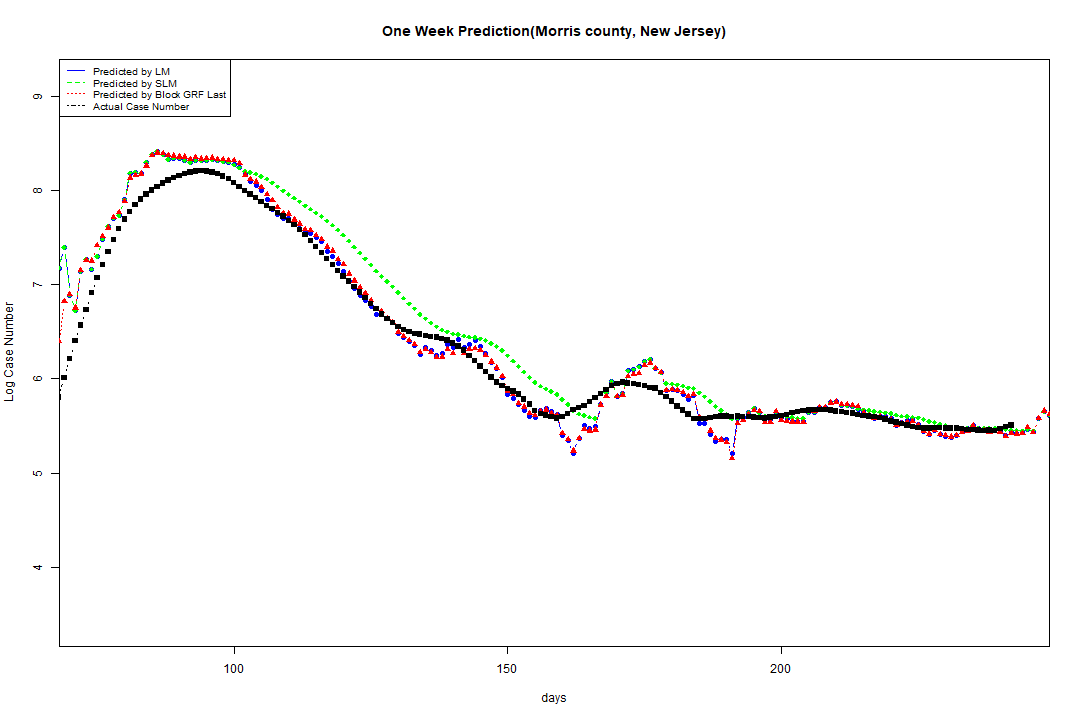 One Week Prediction(Morris county, New Jersey)
Predicted by LM
Predicted by SLM
Predicted by Block GRF Last
Actual Case Number
9
8
7
6
5
4
Log Case Number
100 150 200
days